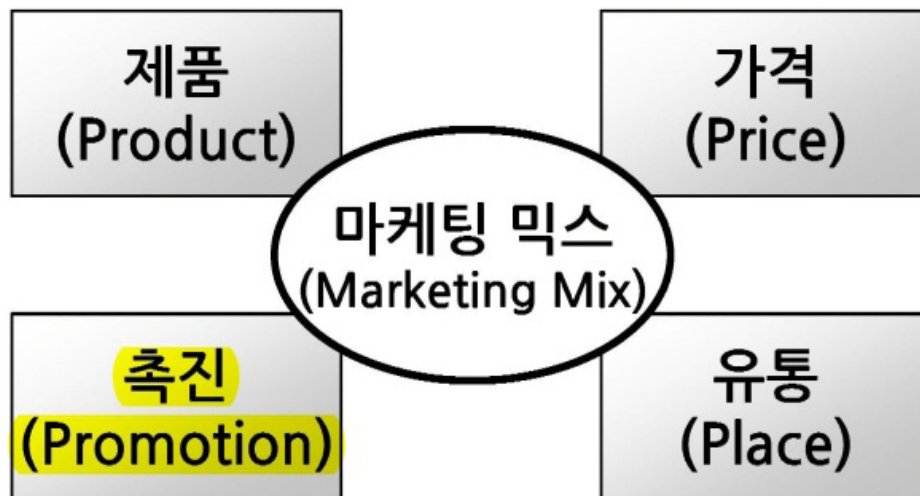 제품
(Product)
가격
(Price)
마케팅 믹스
(Marketing Mix)
촉진
(Promotion)
유통
(Place)